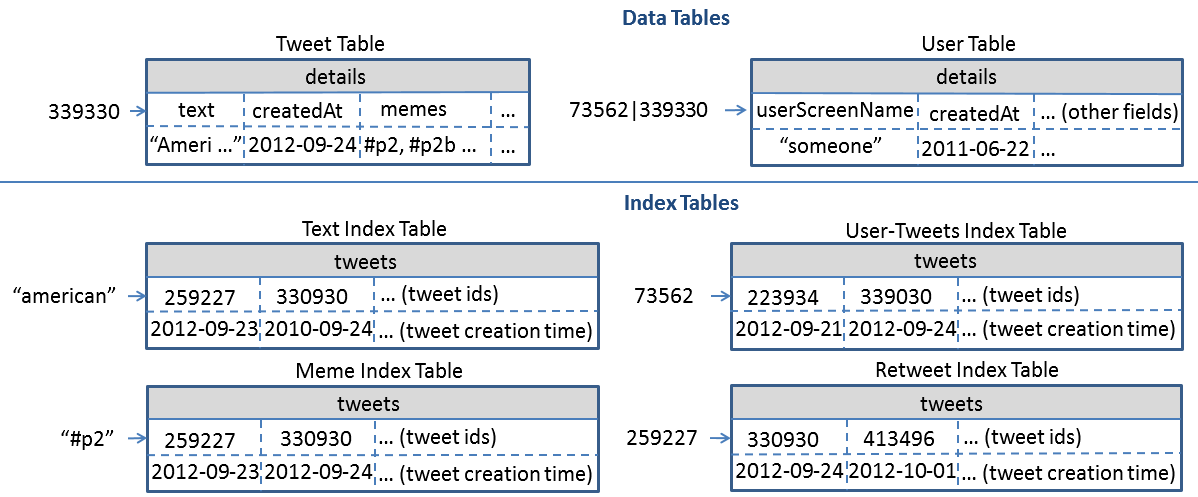 Data Tables
Tweet Table
details
339330
text createdAt memes ...
"Ameri ..." 2012-09-24 #p2, #p2b ... ...
User Table
details
73562|339330
userScreenName createdAt ... (other fields)
"someone" 2011-06-22 ...
Index Tables
Text Index Table
tweets
"american"
259227 330930 ... (tweet ids)
2012-09-23 2010-09-24 ... (tweet creation time)
User-Tweets Index Table
tweets
73562
223934 339030 ... (tweet ids)
2012-09-21 2012-09-24 ... (tweet creation time)
Meme Index Table
tweets
"#p2"
259227 330930 ... (tweet ids)
2012-09-23 2012-09-24 ... (tweet creation time)
Retweet Index Table
tweets
259227
330930 413496 ... (tweet ids)
2012-09-24 2012-10-01 ... (tweet creation time)